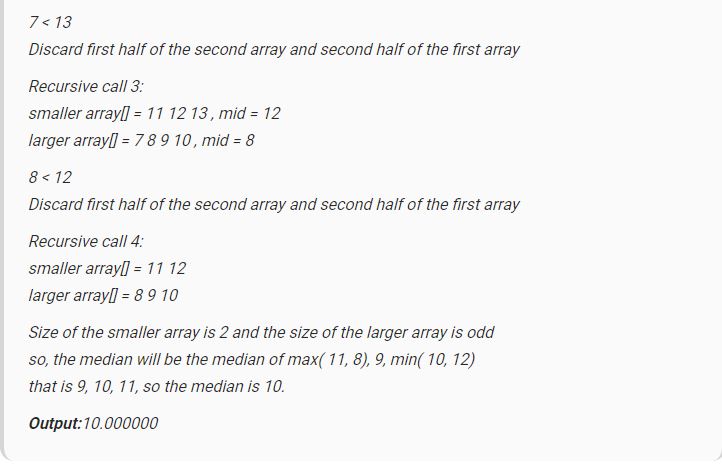 7 < 13
Discard first half of the second array and second half of the first array
Recursive call 3:
smaller array[] = 11 12 13 , mid = 12
larger array[] = 7 8 9 10 , mid = 8
8 < 12
Discard first half of the second array and second half of the first array
Recursive call 4:
smaller array[] = 11 12
larger array[] = 8 9 10
Size of the smaller array is 2 and the size of the larger array is odd
so, the median will be the median of max( 11, 8), 9, min( 10, 12)
that is 9, 10, 11, so the median is 10.
Output:10.000000